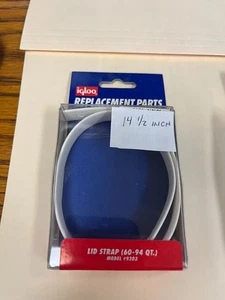 igloo
REPLACEMENT PARTS
14 1/2 INCH
LID STRAP (60-94 QT.)
MODEL #9383